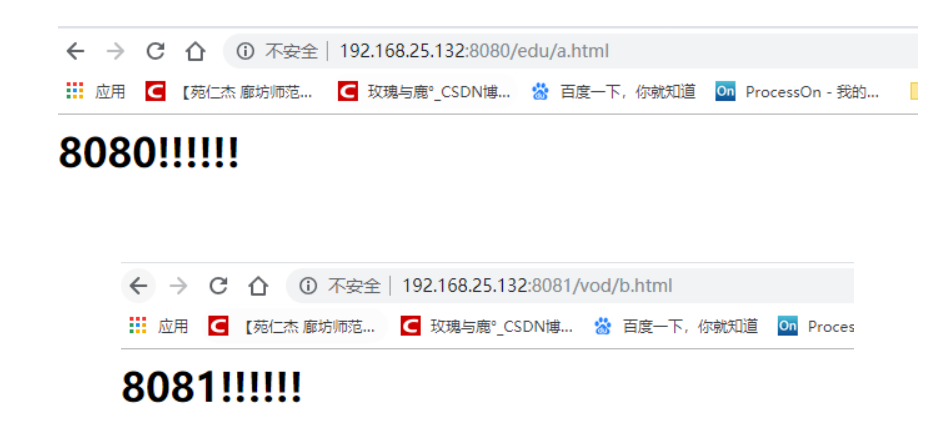 不安全 | 192.168.25.132:8080/edu/a.html
应用 C 【苑仁杰 廊坊师范... C 玫瑰与鹿°_CSDN博... 百度一下，你就知道 On ProcessOn - 我的...
8080!!!!!!
不安全 | 192.168.25.132:8081/vod/b.html
应用 C 【苑仁杰 廊坊师范... C 玫瑰与鹿°_CSDN博... 百度一下，你就知道 On Proces
8081!!!!!!